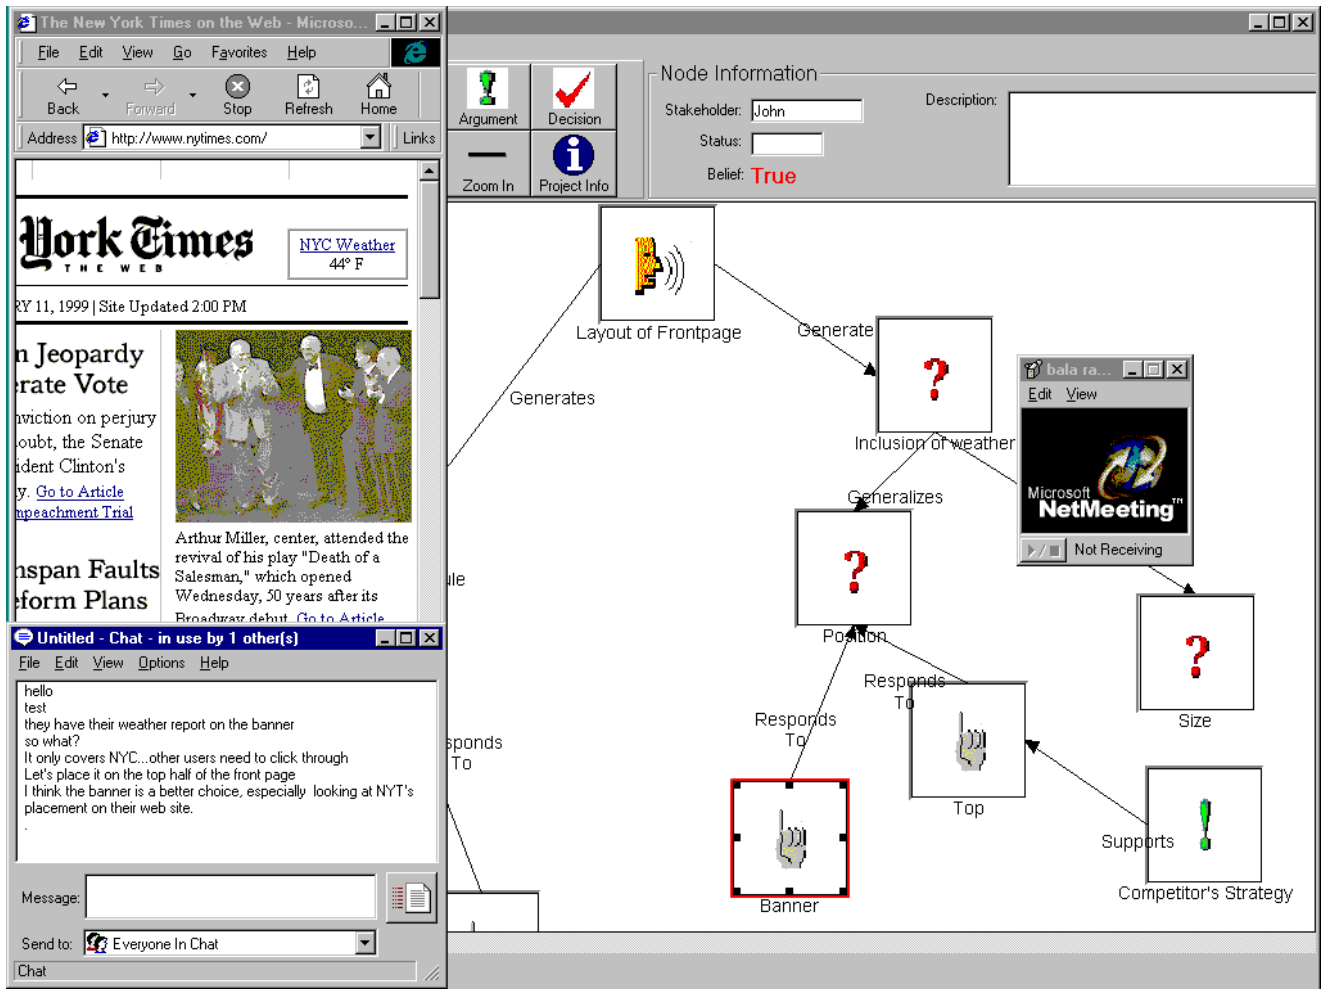 The New York Times on the Web - Microso...
File Edit View Go Favorites Help
Back Forward Stop Refresh Home
Address http://www.nytimes.com/ Links
York Times
THE WEB
NYC Weather
44° F
RY 11, 1999 | Site Updated 2:00 PM
n Jeopardy
erate Vote
nviction on perjury
loubt, the Senate
ident Clinton's
y. Go to Article
mpeachment Trial
nspan Faults
eform Plans
Arthur Miller, center, attended the
revival of his play "Death of a
Salesman," which opened
Wednesday, 50 years after its
Broadway debut. Go to Article
Untitled - Chat - in use by 1 other(s)
File Edit View Options Help
hello
test
they have their weather report on the banner
so what?
It only covers NYC...other users need to click through
Let's place it on the top half of the front page
I think the banner is a better choice, especially looking at NYT's
placement on their web site.
.
Message:
Send to: Everyone In Chat
Chat
Argument Decision
Zoom In Project Info
Node Information
Stakeholder: John
Status:
Belief: True
Description:
Layout of Frontpage
Generates
Generate
Inclusion of weather
Generalizes
Position
Responds
To
Responds
To
Top
Banner
Size
Supports
Competitor's Strategy
ule
sponds
To
bala ra...
Edit View
Microsoft
NetMeeting™
Not Receiving